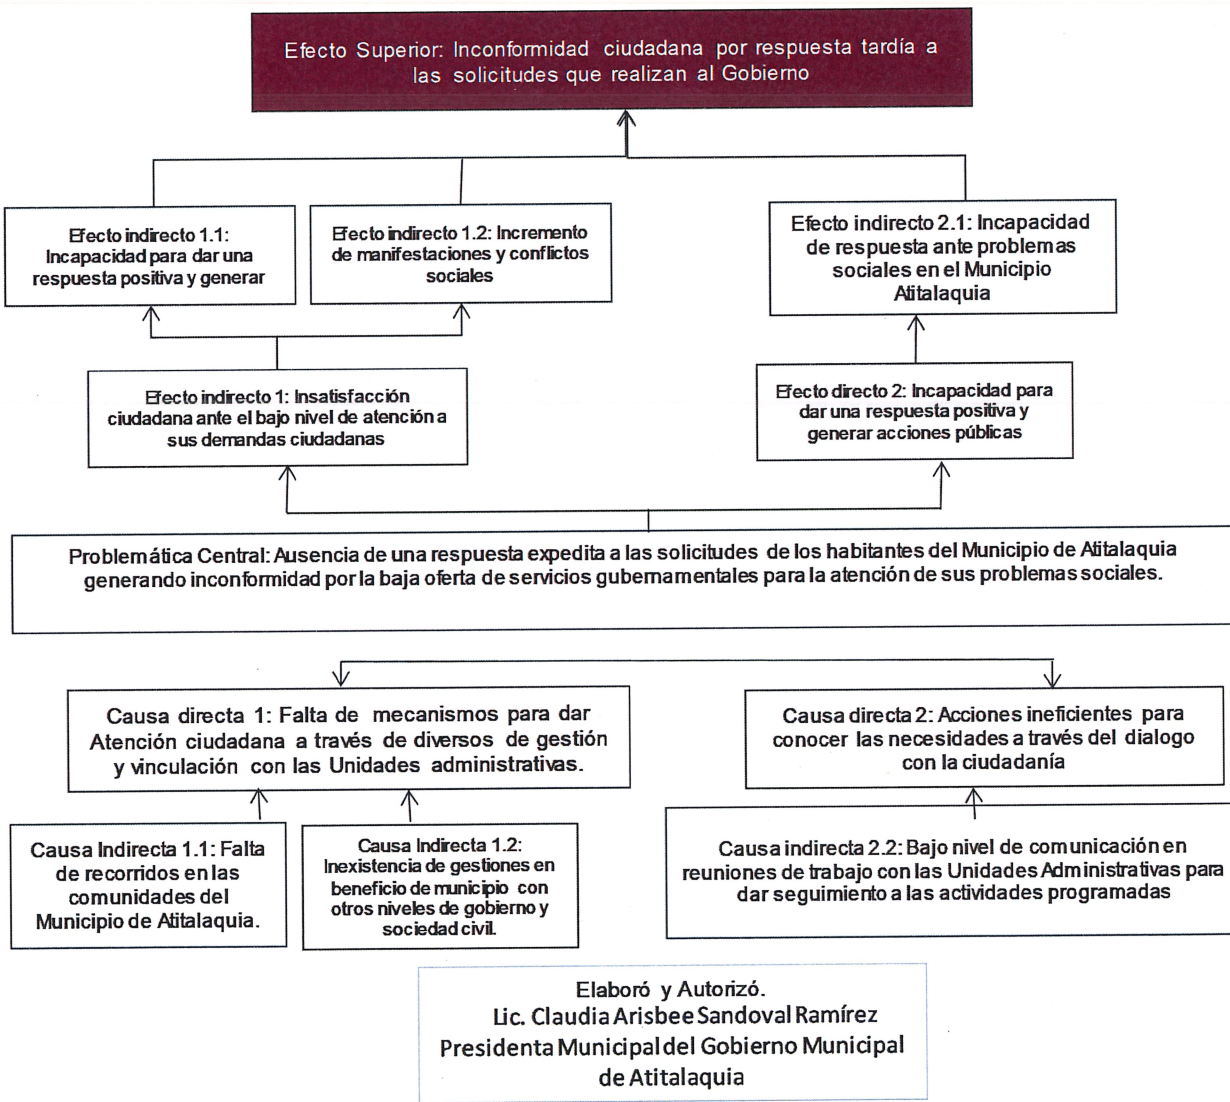 Efecto Superior: Inconformidad ciudadana por respuesta tardía a
las solicitudes que realizan al Gobierno
Efecto indirecto 1.1:
Incapacidad para dar una
respuesta positiva y generar
Efecto indirecto 1.2: Incremento
de manifestaciones y conflictos
sociales
Efecto indirecto 2.1: Incapacidad
de respuesta ante problemas
sociales en el Municipio
Atitalaquia
Efecto indirecto 1: Insatisfacción
ciudadana ante el bajo nivel de atención a
sus demandas ciudadanas
Efecto directo 2: Incapacidad para
dar una respuesta positiva y
generar acciones públicas
Problemática Central: Ausencia de una respuesta expedita a las solicitudes de los habitantes del Municipio de Atitalaquia
generando inconformidad por la baja oferta de servicios gubernamentales para la atención de sus problemas sociales.
Causa directa 1: Falta de mecanismos para dar
Atención ciudadana a través de diversos de gestión
y vinculación con las Unidades administrativas.
Causa directa 2: Acciones ineficientes para
conocer las necesidades a través del dialogo
con la ciudadanía
Causa Indirecta 1.1: Falta
de recorridos en las
comunidades del
Municipio de Atitalaquia.
Causa Indirecta 1.2:
Inexistencia de gestiones en
beneficio de municipio con
otros niveles de gobierno y
sociedad civil.
Causa indirecta 2.2: Bajo nivel de comunicación en
reuniones de trabajo con las Unidades Administrativas para
dar seguimiento a las actividades programadas
Elaboró y Autorizó.
Lic. Claudia Arisbee Sandoval Ramírez
Presidenta Municipal del Gobierno Municipal
de Atitalaquia